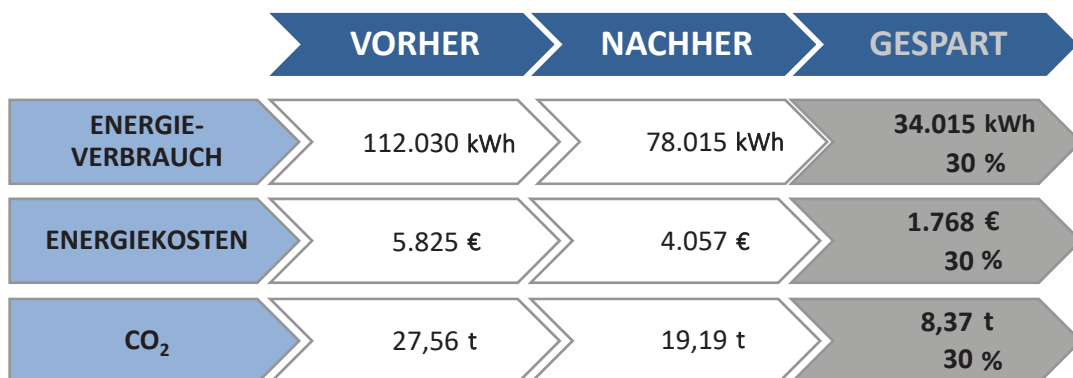 VORHER NACHHER GESPART
ENERGIE-
VERBRAUCH
112.030 kWh 78.015 kWh
34.015 kWh
30 %
ENERGIEKOSTEN 5.825 € 4.057 €
1.768 €
30 %
CO₂ 27,56 t 19,19 t
8,37 t
30 %